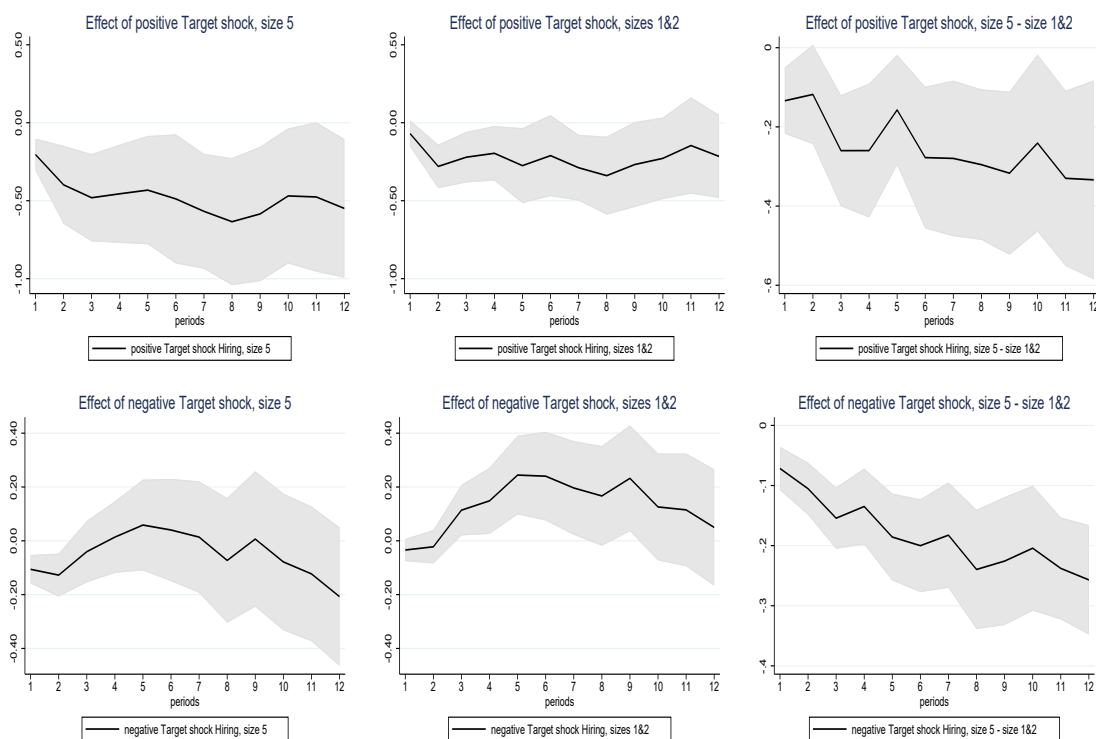 Effect of positive Target shock, size 5
0.50
0.00
-0.50
-1.00
1 2 3 4 5 6 7 8 9 10 11 12
periods
positive Target shock Hiring, size 5
Effect of positive Target shock, sizes 1&2
0.50
0.00
-0.50
-1.00
1 2 3 4 5 6 7 8 9 10 11 12
periods
positive Target shock Hiring, sizes 1&2
Effect of positive Target shock, size 5 - size 1&2
0
-.2
-.4
-.6
1 2 3 4 5 6 7 8 9 10 11 12
periods
positive Target shock Hiring, size 5 - size 1&2
Effect of negative Target shock, size 5
0.40
0.20
0.00
-0.20
-0.40
1 2 3 4 5 6 7 8 9 10 11 12
periods
negative Target shock Hiring, size 5
Effect of negative Target shock, sizes 1&2
0.40
0.20
0.00
-0.20
-0.40
1 2 3 4 5 6 7 8 9 10 11 12
periods
negative Target shock Hiring, sizes 1&2
Effect of negative Target shock, size 5 - size 1&2
0
-.1
-.2
-.3
-.4
1 2 3 4 5 6 7 8 9 10 11 12
periods
negative Target shock Hiring, size 5 - size 1&2